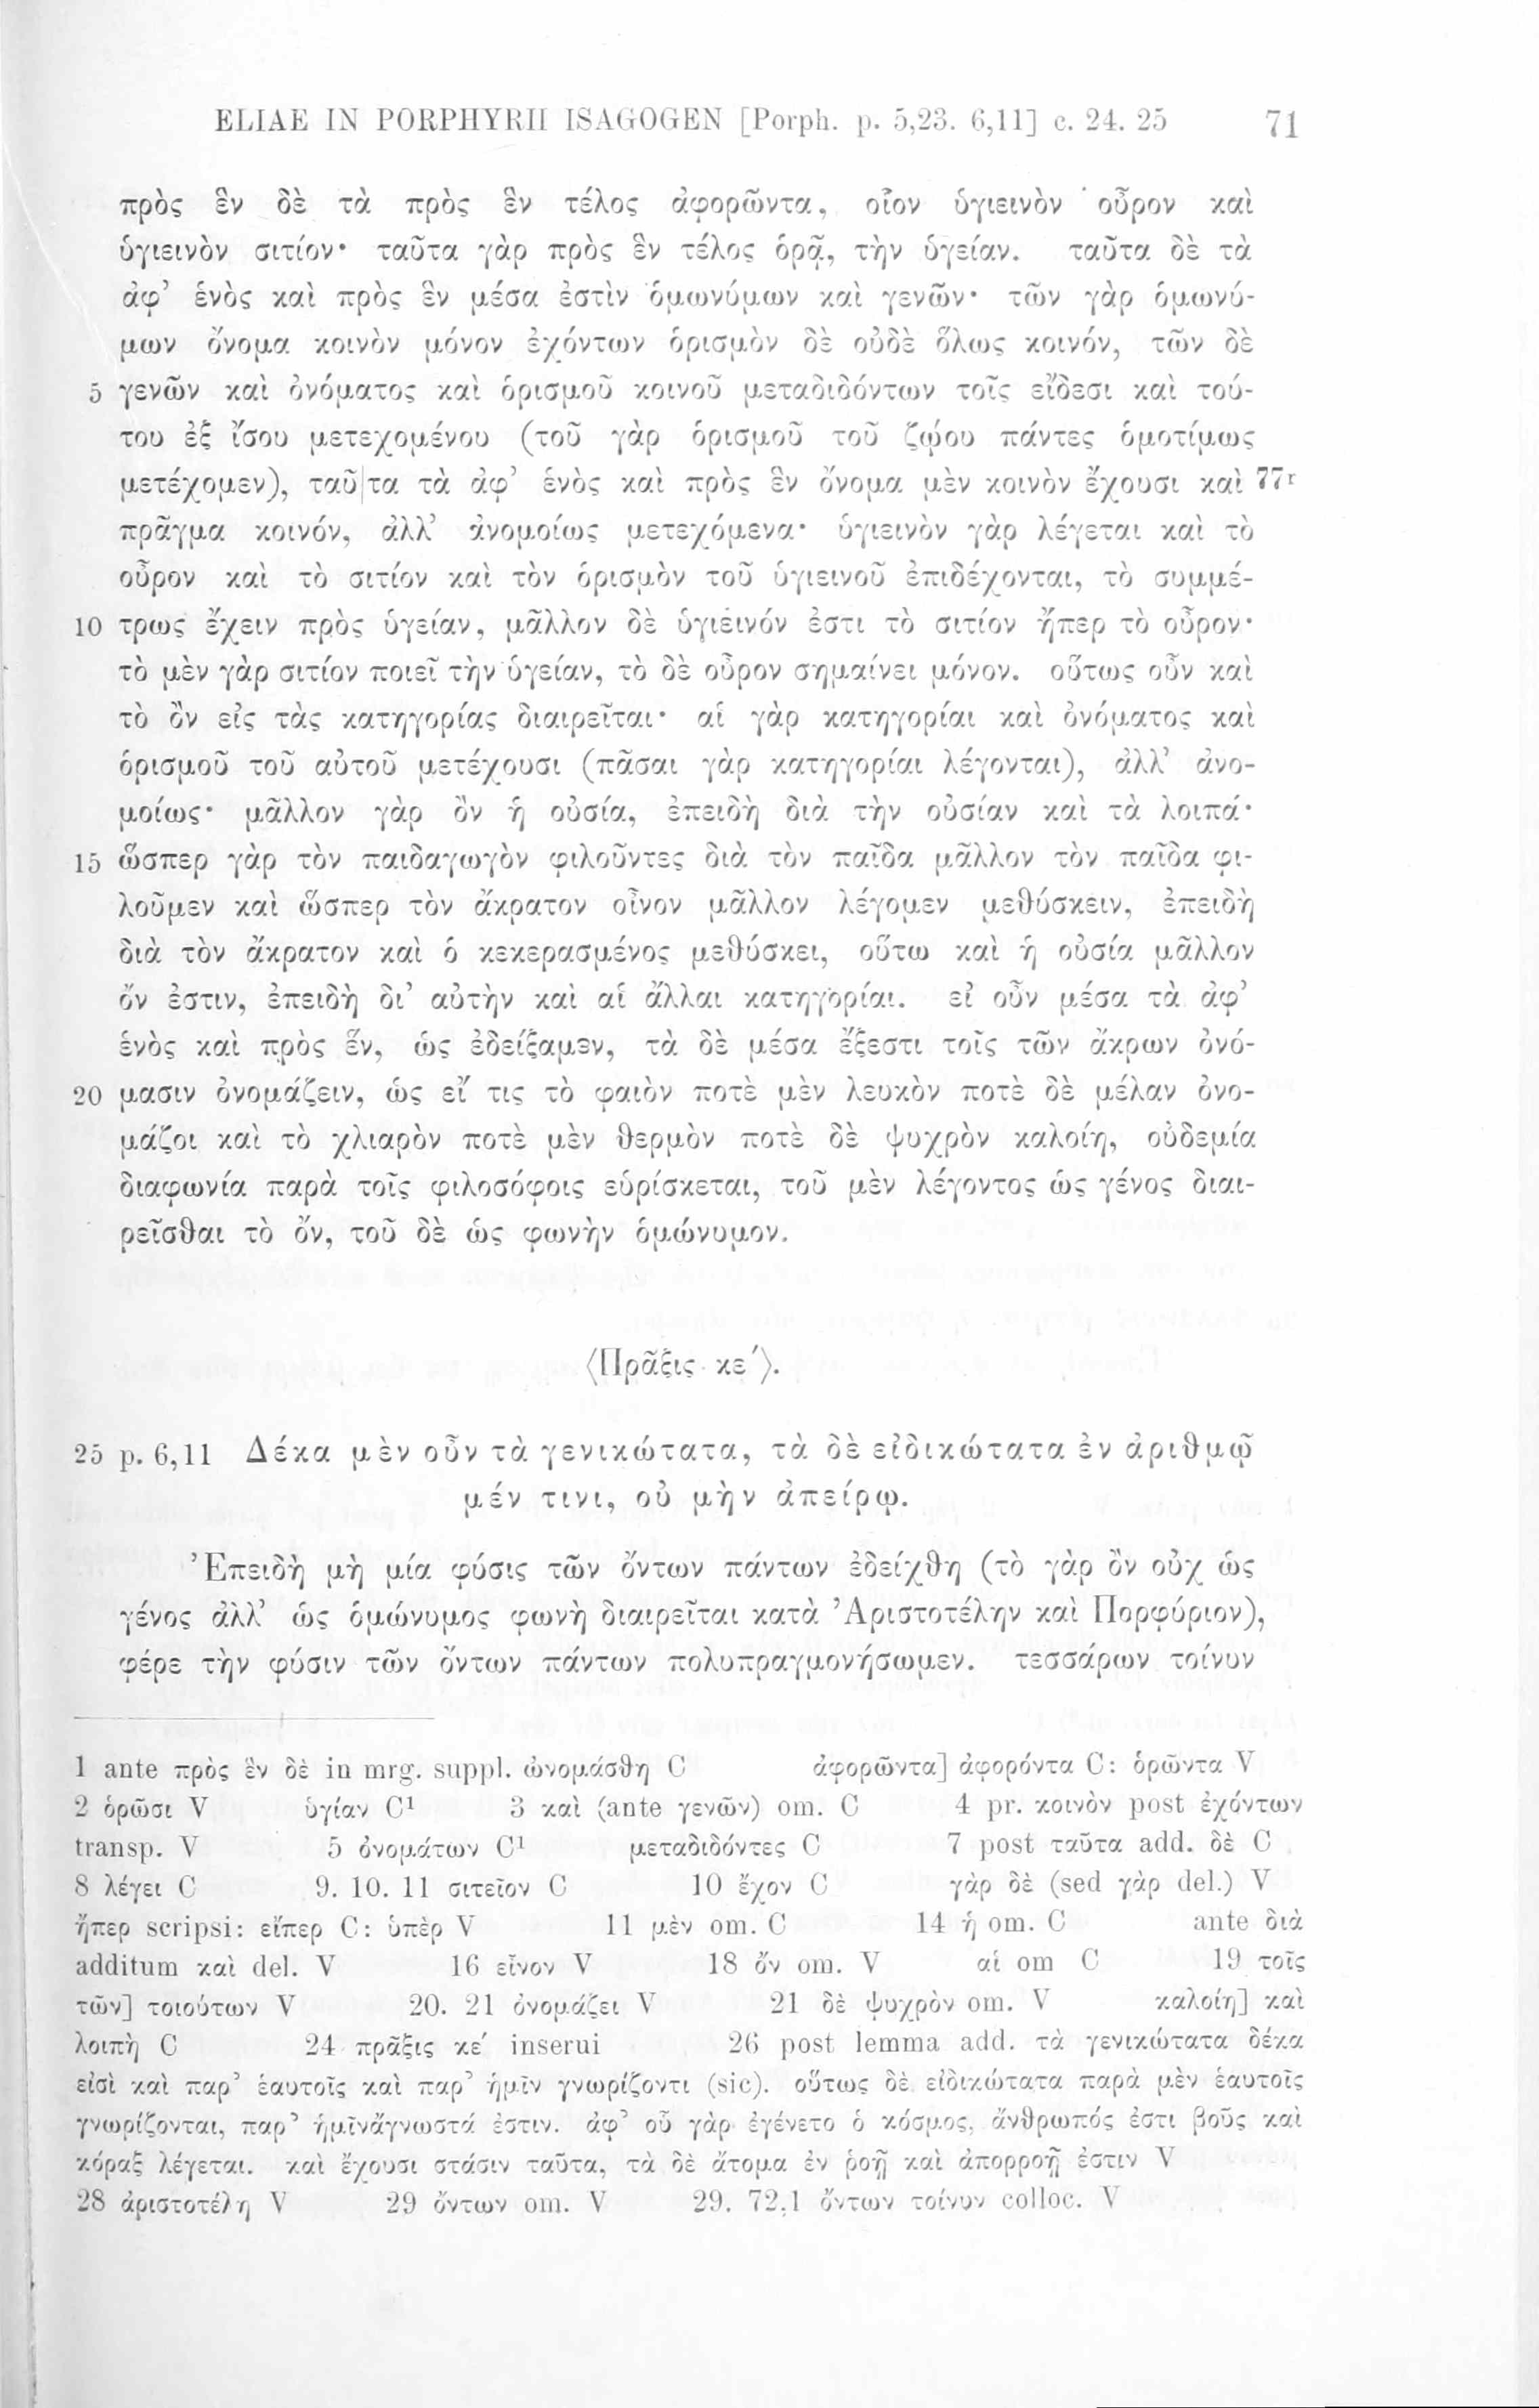 ELIAE IN PORPHYRII ISAGOGEN [Porph. p. 5,23. 6,11] c. 24. 25 71
πρὸς ἓν δὲ τὰ πρὸς ἓν τέλος ἀφορῶντα, οἷον ὑγιεινὸν οὖρον καὶ
ὑγιεινὸν σιτίον· ταῦτα γὰρ πρὸς ἓν τέλος ὁρᾷ, τὴν ὑγείαν. ταῦτα δὲ τὰ
ἀφ’ ἑνὸς καὶ πρὸς ἓν μέσα ἐστὶν ὁμωνύμων καὶ γενῶν· τῶν γὰρ ὁμωνύ-
μων ὄνομα κοινὸν μόνον ἐχόντων ὁρισμὸν δὲ οὐδὲ ὅλως κοινόν, τῶν δὲ
5 γενῶν καὶ ὀνόματος καὶ ὁρισμοῦ κοινοῦ μεταδιδόντων τοῖς εἴδεσι καὶ τού-
του ἐξ ἴσου μετεχομένου (τοῦ γὰρ ὁρισμοῦ τοῦ ζῴου πάντες ὁμοτίμως
μετέχομεν), ταῦ|τα τὰ ἀφ’ ἑνὸς καὶ πρὸς ἓν ὄνομα μὲν κοινὸν ἔχουσι καὶ 77r
πρᾶγμα κοινόν, ἀλλ’ ἀνομοίως μετεχόμενα· ὑγιεινὸν γὰρ λέγεται καὶ τὸ
οὖρον καὶ τὸ σιτίον καὶ τὸν ὁρισμὸν τοῦ ὑγιεινοῦ ἐπιδέχονται, τὸ συμμέ-
10 τρως ἔχειν πρὸς ὑγείαν, μᾶλλον δὲ ὑγιεινόν ἐστι τὸ σιτίον ἤπερ τὸ οὖρον·
τὸ μὲν γὰρ σιτίον ποιεῖ τὴν ὑγείαν, τὸ δὲ οὖρον σημαίνει μόνον. οὕτως οὖν καὶ
τὸ ὂν εἰς τὰς κατηγορίας διαιρεῖται· αἱ γὰρ κατηγορίαι καὶ ὀνόματος καὶ
ὁρισμοῦ τοῦ αὐτοῦ μετέχουσι (πᾶσαι γὰρ κατηγορίαι λέγονται), ἀλλ’ ἀνο-
μοίως· μᾶλλον γὰρ ὂν ἡ οὐσία, ἐπειδὴ διὰ τὴν οὐσίαν καὶ τὰ λοιπά·
15 ὥσπερ γὰρ τὸν παιδαγωγὸν φιλοῦντες διὰ τὸν παῖδα μᾶλλον τὸν παῖδα φι-
λοῦμεν καὶ ὥσπερ τὸν ἄκρατον οἶνον μᾶλλον λέγομεν μεθύσκειν, ἐπειδὴ
διὰ τὸν ἄκρατον καὶ ὁ κεκερασμένος μεθύσκει, οὕτω καὶ ἡ οὐσία μᾶλλον
ὄν ἐστιν, ἐπειδὴ δι’ αὐτὴν καὶ αἱ ἄλλαι κατηγορίαι. εἰ οὖν μέσα τὰ ἀφ’
ἑνὸς καὶ πρὸς ἕν, ὡς ἐδείξαμεν, τὰ δὲ μέσα ἔξεστι τοῖς τῶν ἄκρων ὀνό-
20 μασιν ὀνομάζειν, ὡς εἴ τις τὸ φαιὸν ποτὲ μὲν λευκὸν ποτὲ δὲ μέλαν ὀνο-
μάζοι καὶ τὸ χλιαρὸν ποτὲ μὲν θερμὸν ποτὲ δὲ ψυχρὸν καλοίη, οὐδεμία
διαφωνία παρὰ τοῖς φιλοσόφοις εὑρίσκεται, τοῦ μὲν λέγοντος ὡς γένος διαι-
ρεῖσθαι τὸ ὄν, τοῦ δὲ ὡς φωνὴν ὁμώνυμον.
⟨Πρᾶξις κε΄⟩.
25 p. 6,11 Δέκα μὲν οὖν τὰ γενικώτατα, τὰ δὲ εἰδικώτατα ἐν ἀριθμῷ
μέν τινι, οὐ μὴν ἀπείρῳ.
Ἐπειδὴ μὴ μία φύσις τῶν ὄντων πάντων ἐδείχθη (τὸ γὰρ ὂν οὐχ ὡς
γένος ἀλλ’ ὡς ὁμώνυμος φωνὴ διαιρεῖται κατὰ Ἀριστοτέλην καὶ Πορφύριον),
φέρε τὴν φύσιν τῶν ὄντων πάντων πολυπραγμονήσωμεν. τεσσάρων τοίνυν
1 ante πρὸς ἓν δὲ in mrg. suppl. ὠνομάσθη C ἀφορῶντα] ἀφορόντα C: ὁρῶντα V
2 ὁρῶσι V ὑγίαν C¹ 3 καὶ (ante γενῶν) om. C 4 pr. κοινὸν post ἐχόντων
transp. V 5 ὀνομάτων C¹ μεταδιδόντες C 7 post ταῦτα add. δὲ C
8 λέγει C 9. 10. 11 σιτεῖον C 10 ἔχον C γὰρ δὲ (sed γὰρ del.) V
ἤπερ scripsi: εἴπερ C: ὑπὲρ V 11 μὲν om. C 14 ἡ om. C ante διὰ
additum καὶ del. V 16 εἶνον V 18 ὄν om. V αἱ om C 19 τοῖς
τῶν] τοιούτων V 20. 21 ὀνομάζει V 21 δὲ ψυχρὸν om. V καλοίη] καὶ
λοιπὴ C 24 πρᾶξις κε΄ inserui 26 post lemma add. τὰ γενικώτατα δέκα
εἰσὶ καὶ παρ’ ἑαυτοῖς καὶ παρ’ ἡμῖν γνωρίζοντι (sic). οὕτως δὲ εἰδικώτατα παρὰ μὲν ἑαυτοῖς
γνωρίζονται, παρ’ ἡμῖνἄγνωστά ἐστιν. ἀφ’ οὗ γὰρ ἐγένετο ὁ κόσμος, ἄνθρωπός ἐστι βοῦς καὶ
κόραξ λέγεται. καὶ ἔχουσι στάσιν ταῦτα, τὰ δὲ ἄτομα ἐν ῥοῇ καὶ ἀπορροῇ ἐστιν V
28 ἀριστοτέλη V 29 ὄντων om. V 29. 72,1 ὄντων τοίνυν colloc. V